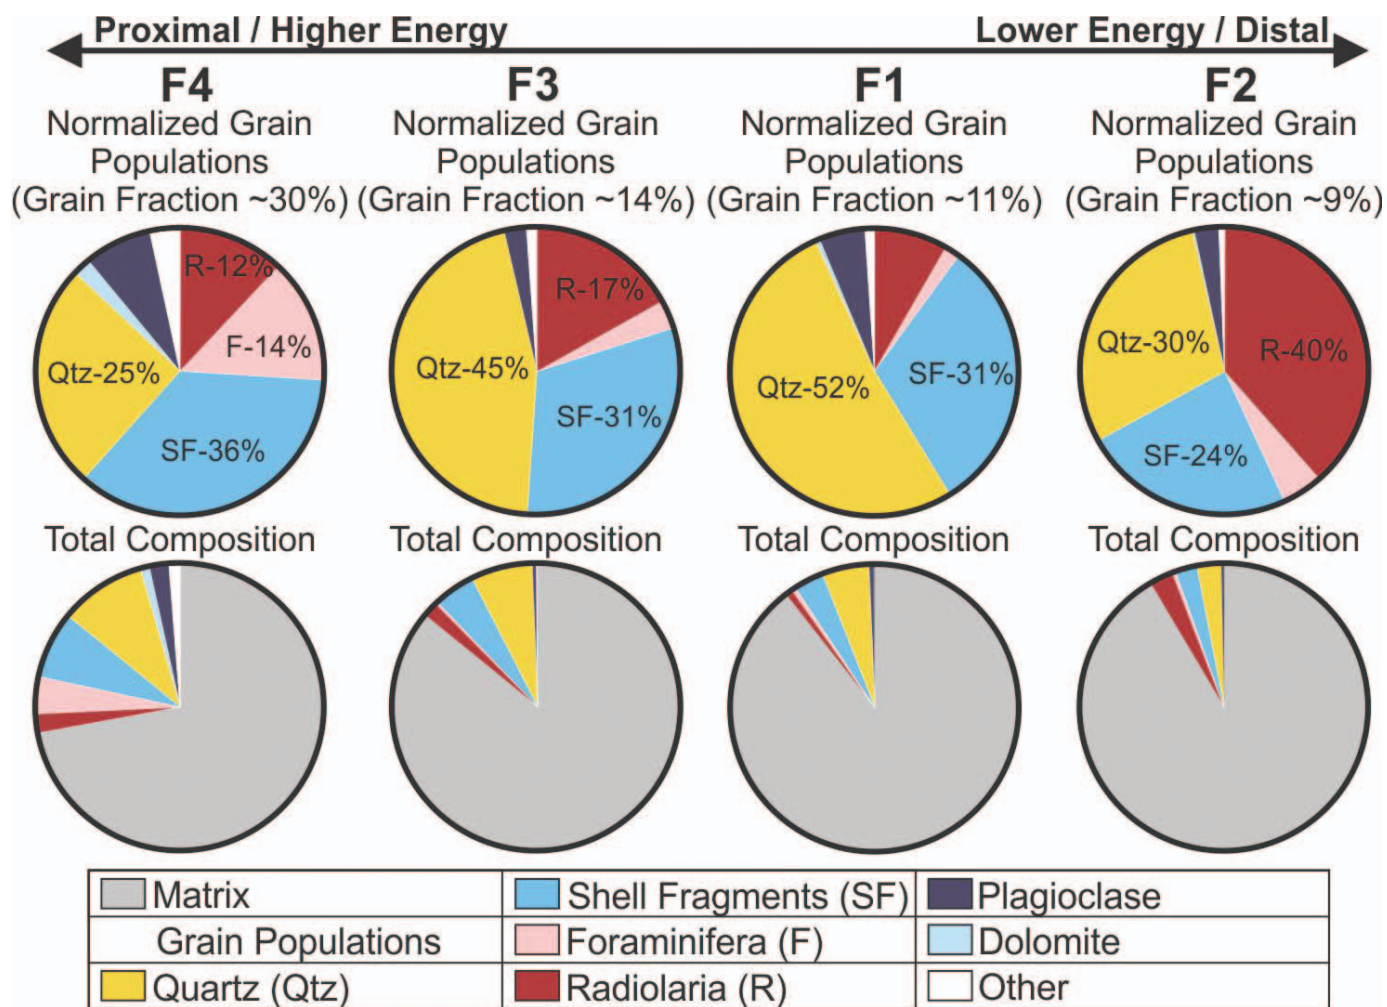 Proximal / Higher Energy
Lower Energy / Distal
F4
Normalized Grain
Populations
(Grain Fraction ~30%)
F3
Normalized Grain
Populations
(Grain Fraction ~14%)
F1
Normalized Grain
Populations
(Grain Fraction ~11%)
F2
Normalized Grain
Populations
(Grain Fraction ~9%)
R-12%
F-14%
Qtz-25%
SF-36%
R-17%
Qtz-45%
SF-31%
Qtz-52%
SF-31%
Qtz-30%
R-40%
SF-24%
Total Composition
Total Composition
Total Composition
Total Composition
Matrix
Shell Fragments (SF)
Plagioclase
Grain Populations
Foraminifera (F)
Dolomite
Quartz (Qtz)
Radiolaria (R)
Other